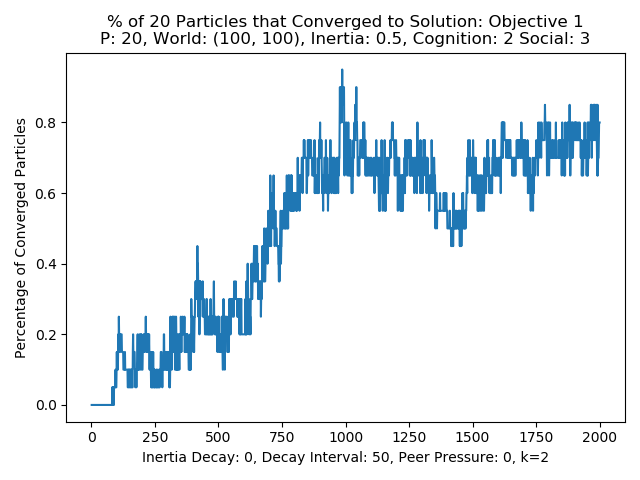 % of 20 Particles that Converged to Solution: Objective 1
P: 20, World: (100, 100), Inertia: 0.5, Cognition: 2 Social: 3
Percentage of Converged Particles
0.8
0.6
0.4
0.2
0.0
0 250 500 750 1000 1250 1500 1750 2000
Inertia Decay: 0, Decay Interval: 50, Peer Pressure: 0, k=2